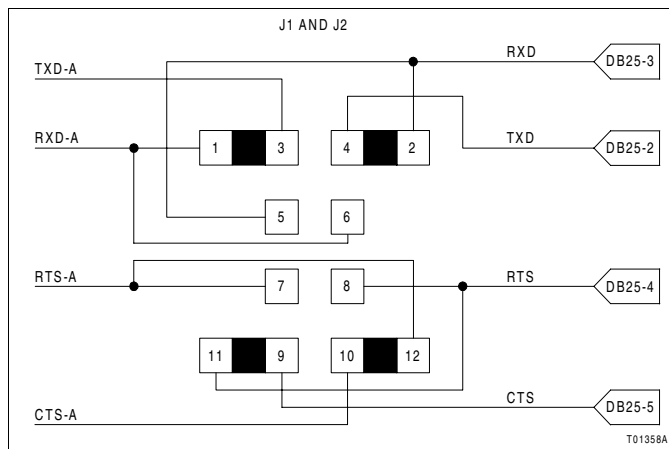 J1 AND J2
RXD
DB25-3
TXD-A
RXD-A
1
3
4
2
TXD
DB25-2
5
6
RTS-A
7
8
RTS
DB25-4
11
9
10
12
CTS-A
CTS
DB25-5
T01358A